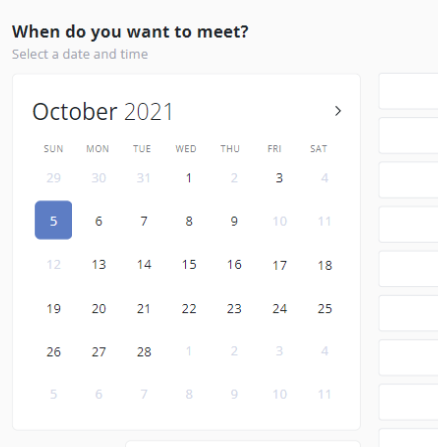 When do you want to meet?
Select a date and time
October 2021 >
SUN MON TUE WED THU FRI SAT
29 30 31 1 2 3 4
5 6 7 8 9 10 11
12 13 14 15 16 17 18
19 20 21 22 23 24 25
26 27 28 1 2 3 4
5 6 7 8 9 10 11